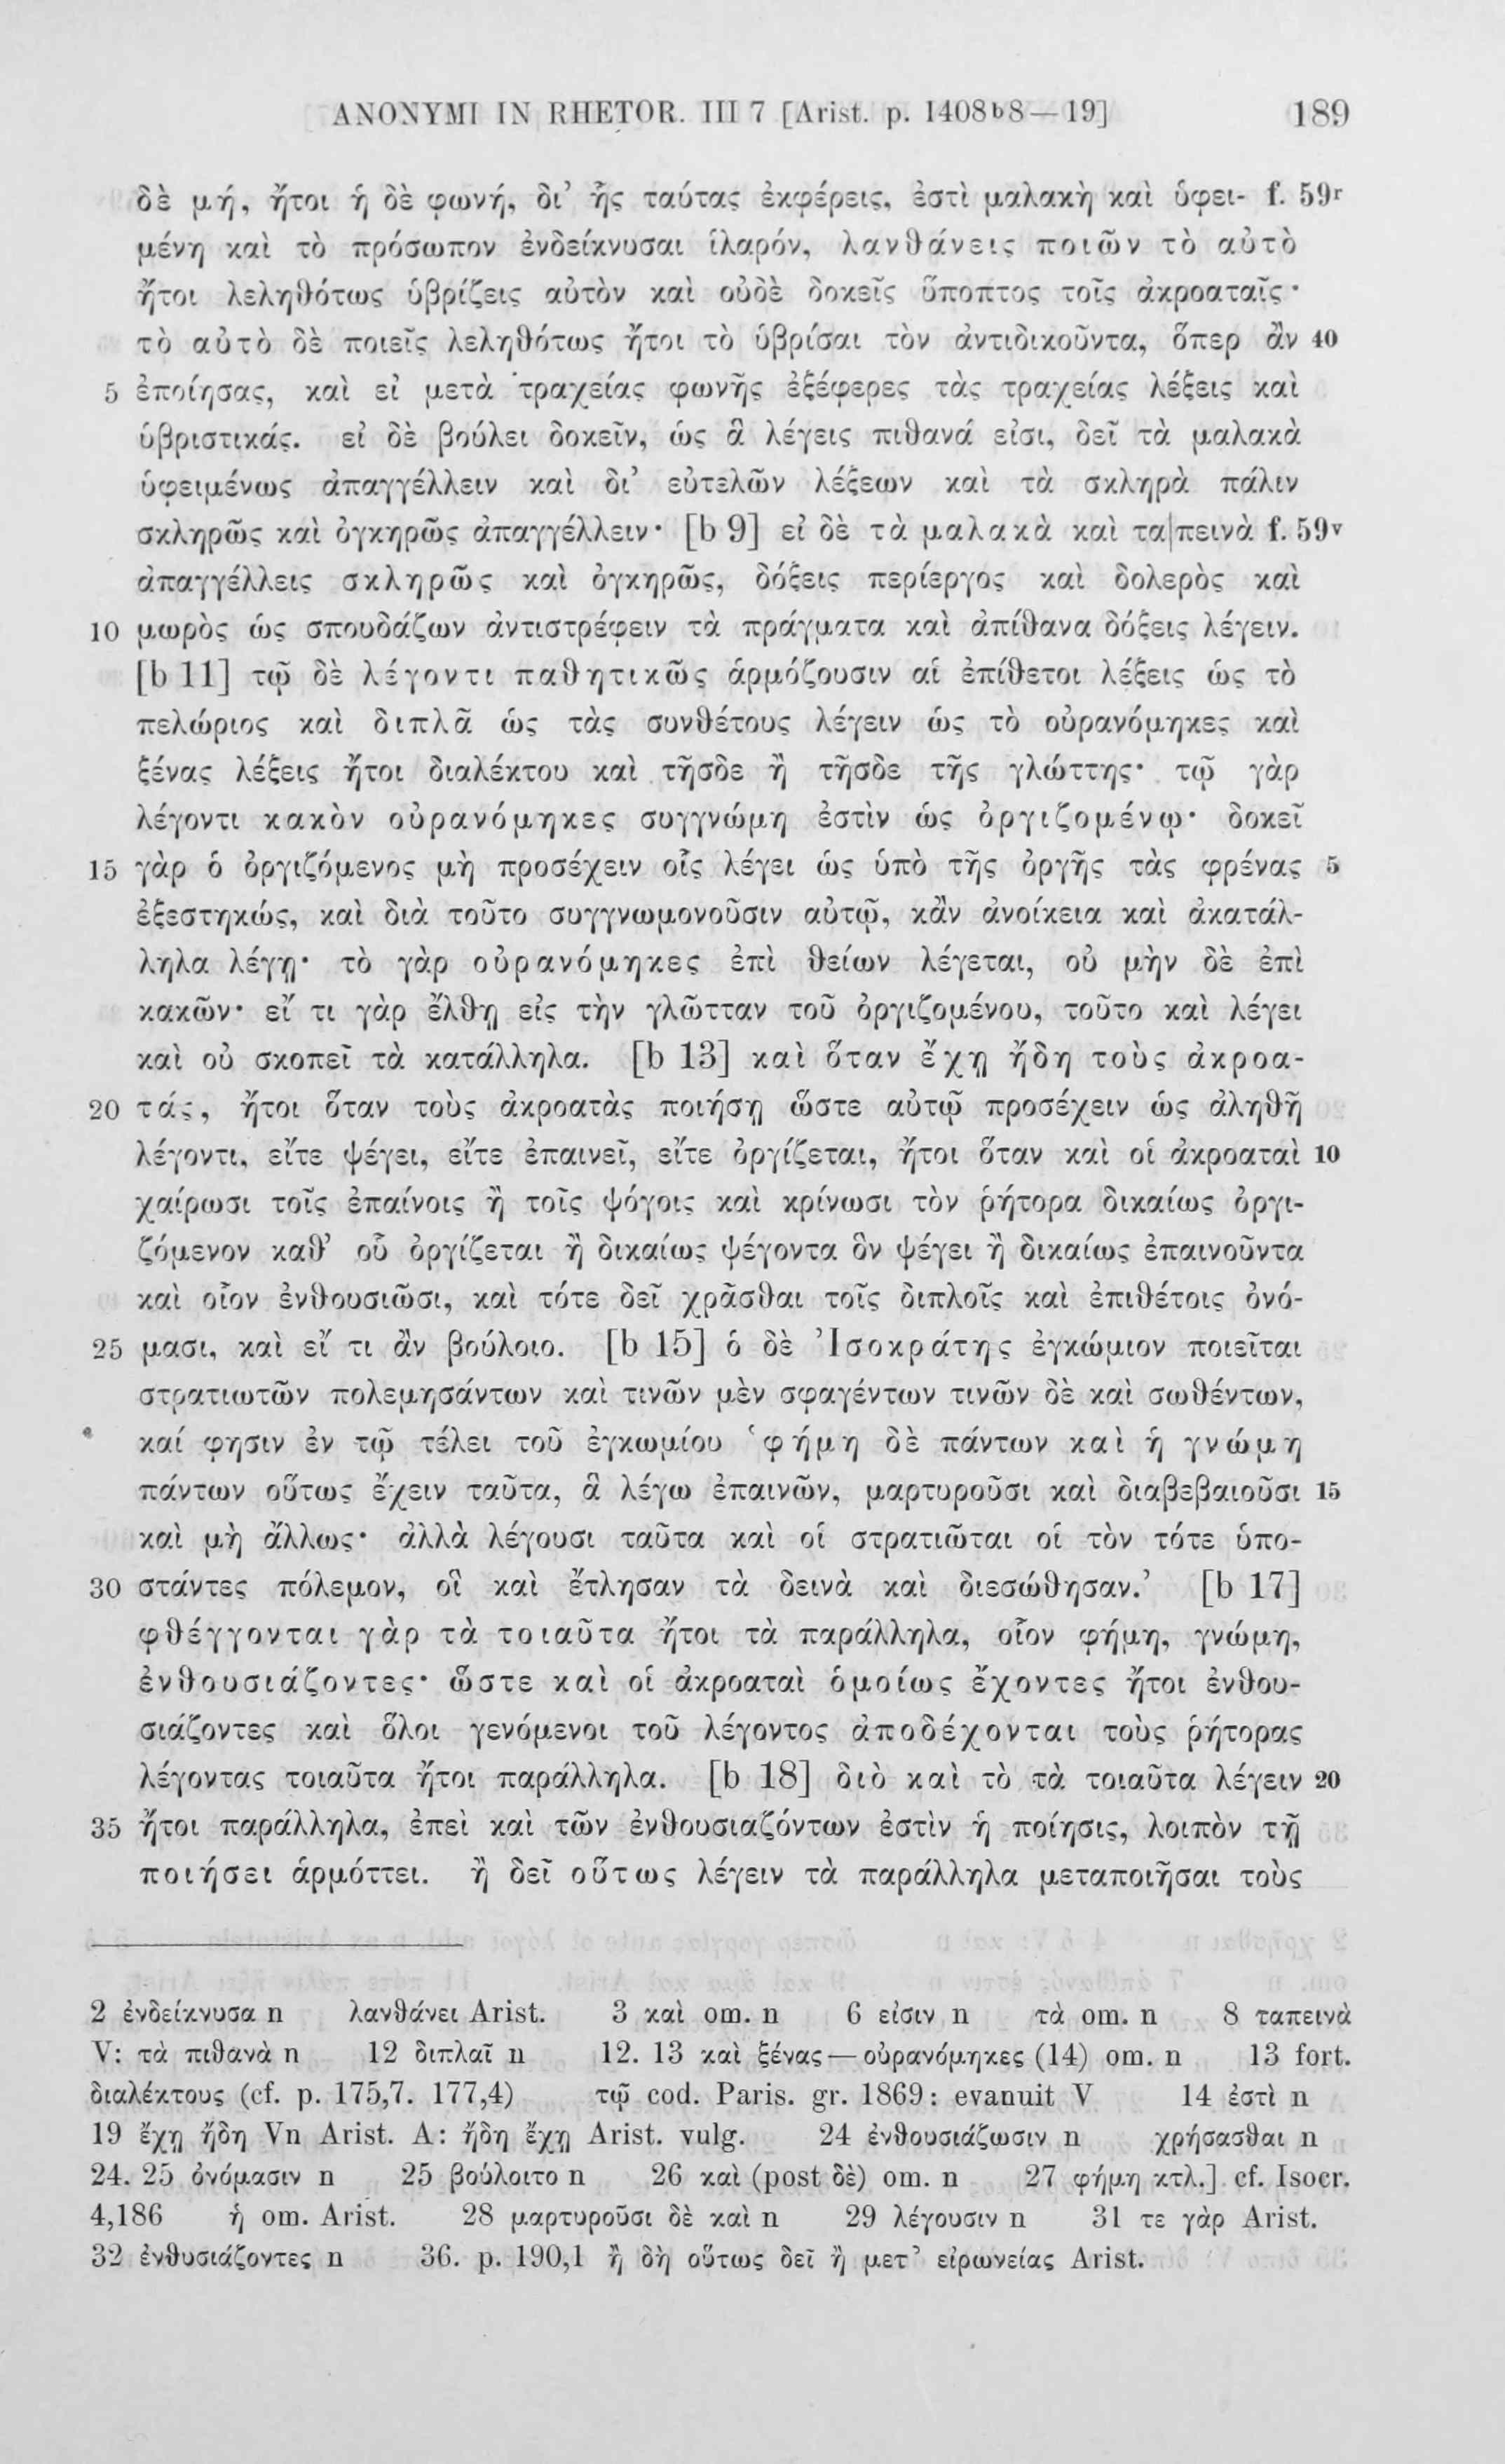 ANONYMI IN RHETOR. III 7 [Arist. p. 1408ᵇ8—19] 189
δὲ μή, ἤτοι ἡ δὲ φωνή, δι’ ἧς ταύτας ἐκφέρεις, ἐστὶ μαλακὴ καὶ ὑφει- f. 59ʳ
μένη καὶ τὸ πρόσωπον ἐνδείκνυσαι ἱλαρόν, λανθάνεις ποιῶν τὸ αὐτὸ
ἤτοι λεληθότως ὑβρίζεις αὐτὸν καὶ οὐδὲ δοκεῖς ὕποπτος τοῖς ἀκροαταῖς·
τὸ αὐτὸ δὲ ποιεῖς λεληθότως ἤτοι τὸ ὑβρίσαι τὸν ἀντιδικοῦντα, ὅπερ ἂν 40
5 ἐποίησας, καὶ εἰ μετὰ τραχείας φωνῆς ἐξέφερες τὰς τραχείας λέξεις καὶ
ὑβριστικάς. εἰ δὲ βούλει δοκεῖν, ὡς ἃ λέγεις πιθανά εἰσι, δεῖ τὰ μαλακὰ
ὑφειμένως ἀπαγγέλλειν καὶ δι’ εὐτελῶν λέξεων καὶ τὰ σκληρὰ πάλιν
σκληρῶς καὶ ὀγκηρῶς ἀπαγγέλλειν· [b 9] εἰ δὲ τὰ μαλακὰ καὶ τα|πεινὰ f. 59ᵛ
ἀπαγγέλλεις σκληρῶς καὶ ὀγκηρῶς, δόξεις περίεργος καὶ δολερὸς καὶ
10 μωρὸς ὡς σπουδάζων ἀντιστρέφειν τὰ πράγματα καὶ ἀπίθανα δόξεις λέγειν.
[b 11] τῷ δὲ λέγοντι παθητικῶς ἁρμόζουσιν αἱ ἐπίθετοι λέξεις ὡς τὸ
πελώριος καὶ διπλᾶ ὡς τὰς συνθέτους λέγειν ὡς τὸ οὐρανόμηκες καὶ
ξένας λέξεις ἤτοι διαλέκτου καὶ τῆσδε ἢ τῆσδε τῆς γλώττης· τῷ γὰρ
λέγοντι κακὸν οὐρανόμηκες συγγνώμη ἐστὶν ὡς ὀργιζομένῳ· δοκεῖ
15 γὰρ ὁ ὀργιζόμενος μὴ προσέχειν οἷς λέγει ὡς ὑπὸ τῆς ὀργῆς τὰς φρένας 5
ἐξεστηκώς, καὶ διὰ τοῦτο συγγνωμονοῦσιν αὐτῷ, κἂν ἀνοίκεια καὶ ἀκατάλ-
ληλα λέγῃ· τὸ γὰρ οὐρανόμηκες ἐπὶ θείων λέγεται, οὐ μὴν δὲ ἐπὶ
κακῶν· εἴ τι γὰρ ἔλθῃ εἰς τὴν γλῶτταν τοῦ ὀργιζομένου, τοῦτο καὶ λέγει
καὶ οὐ σκοπεῖ τὰ κατάλληλα. [b 13] καὶ ὅταν ἔχῃ ἤδη τοὺς ἀκροα-
20 τάς, ἤτοι ὅταν τοὺς ἀκροατὰς ποιήσῃ ὥστε αὐτῷ προσέχειν ὡς ἀληθῆ
λέγοντι, εἴτε ψέγει, εἴτε ἐπαινεῖ, εἴτε ὀργίζεται, ἤτοι ὅταν καὶ οἱ ἀκροαταὶ 10
χαίρωσι τοῖς ἐπαίνοις ἢ τοῖς ψόγοις καὶ κρίνωσι τὸν ῥήτορα δικαίως ὀργι-
ζόμενον καθ’ οὗ ὀργίζεται ἢ δικαίως ψέγοντα ὃν ψέγει ἢ δικαίως ἐπαινοῦντα
καὶ οἷον ἐνθουσιῶσι, καὶ τότε δεῖ χρᾶσθαι τοῖς διπλοῖς καὶ ἐπιθέτοις ὀνό-
25 μασι, καὶ εἴ τι ἂν βούλοιο. [b 15] ὁ δὲ Ἰσοκράτης ἐγκώμιον ποιεῖται
στρατιωτῶν πολεμησάντων καὶ τινῶν μὲν σφαγέντων τινῶν δὲ καὶ σωθέντων,
καί φησιν ἐν τῷ τέλει τοῦ ἐγκωμίου ‘φήμη δὲ πάντων καὶ ἡ γνώμη
πάντων οὕτως ἔχειν ταῦτα, ἃ λέγω ἐπαινῶν, μαρτυροῦσι καὶ διαβεβαιοῦσι 15
καὶ μὴ ἄλλως· ἀλλὰ λέγουσι ταῦτα καὶ οἱ στρατιῶται οἱ τὸν τότε ὑπο-
30 στάντες πόλεμον, οἳ καὶ ἔτλησαν τὰ δεινὰ καὶ διεσώθησαν.’ [b 17]
φθέγγονται γὰρ τὰ τοιαῦτα ἤτοι τὰ παράλληλα, οἷον φήμη, γνώμη,
ἐνθουσιάζοντες· ὥστε καὶ οἱ ἀκροαταὶ ὁμοίως ἔχοντες ἤτοι ἐνθου-
σιάζοντες καὶ ὅλοι γενόμενοι τοῦ λέγοντος ἀποδέχονται τοὺς ῥήτορας
λέγοντας τοιαῦτα ἤτοι παράλληλα. [b 18] διὸ καὶ τὸ τὰ τοιαῦτα λέγειν 20
35 ἤτοι παράλληλα, ἐπεὶ καὶ τῶν ἐνθουσιαζόντων ἐστὶν ἡ ποίησις, λοιπὸν τῇ
ποιήσει ἁρμόττει. ἢ δεῖ οὕτως λέγειν τὰ παράλληλα μεταποιῆσαι τοὺς
2 ἐνδείκνυσα n λανθάνει Arist. 3 καὶ om. n 6 εἰσιν n τὰ om. n 8 ταπεινὰ
V: τὰ πιθανὰ n 12 διπλαῖ n 12. 13 καὶ ξένας—οὐρανόμηκες (14) om. n 13 fort.
διαλέκτους (cf. p. 175,7. 177,4) τῷ cod. Paris. gr. 1869: evanuit V 14 ἐστὶ n
19 ἔχῃ ἤδη Vn Arist. A: ἤδη ἔχῃ Arist. vulg. 24 ἐνθουσιάζωσιν n χρήσασθαι n
24. 25 ὀνόμασιν n 25 βούλοιτο n 26 καὶ (post δὲ) om. n 27 φήμη κτλ.] cf. Isocr.
4,186 ἡ om. Arist. 28 μαρτυροῦσι δὲ καὶ n 29 λέγουσιν n 31 τε γὰρ Arist.
32 ἐνθυσιάζοντες n 36. p. 190,1 ἢ δὴ οὕτως δεῖ ἢ μετ’ εἰρωνείας Arist.